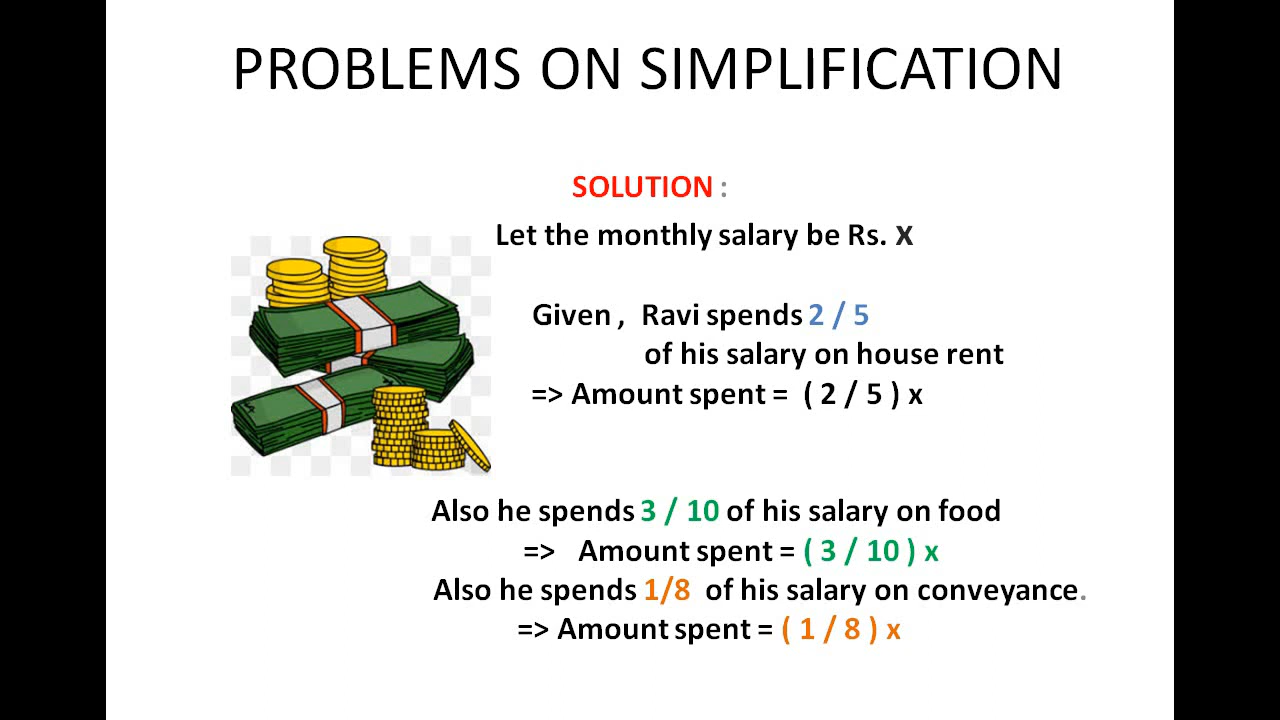 PROBLEMS ON SIMPLIFICATION
SOLUTION :
Let the monthly salary be Rs. x
Given , Ravi spends 2 / 5
of his salary on house rent
=> Amount spent = ( 2 / 5 ) x
Also he spends 3 / 10 of his salary on food
=> Amount spent = ( 3 / 10 ) x
Also he spends 1/8 of his salary on conveyance.
=> Amount spent = ( 1 / 8 ) x